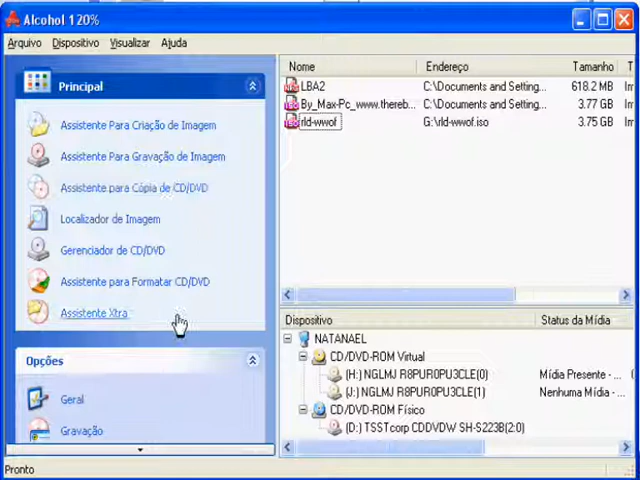 Alcohol 120%
Arquivo Dispositivo Visualizar Ajuda
Principal
Assistente Para Criação de Imagem
Assistente Para Gravação de Imagem
Assistente para Cópia de CD/DVD
Localizador de Imagem
Gerenciador de CD/DVD
Assistente para Formatar CD/DVD
Assistente Xtra
Opções
Geral
Gravação
Nome Endereço Tamanho T
LBA2 C:\Documents and Setting... 618.2 MB Im
By_Max-Pc_www.thereb... C:\Documents and Setting... 3.77 GB Im
rld-wwof G:\rld-wwof.iso 3.75 GB Im
Dispositivo Status da Mídia
NATANAEL
CD/DVD-ROM Virtual
(H:) NGLMJ R8PUR0PU3CLE(0) Mídia Presente - ...
(J:) NGLMJ R8PUR0PU3CLE(1) Nenhuma Mídia - ...
CD/DVD-ROM Físico
(D:) TSSTcorp CDDVDW SH-S223B(2:0)
Pronto